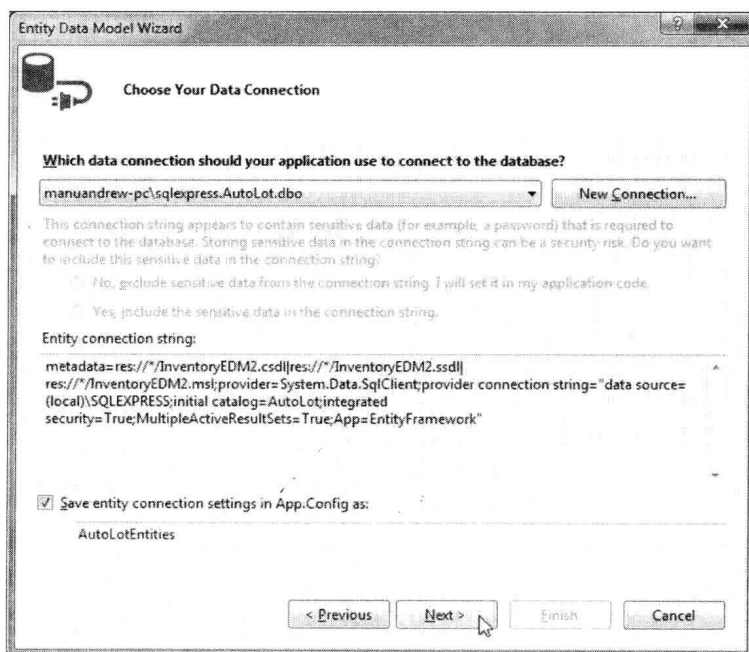 Entity Data Model Wizard
?
Choose Your Data Connection
Which data connection should your application use to connect to the database?
manuandrew-pc\sqlexpress.AutoLot.dbo
New Connection...
This connection string appears to contain sensitive data (for example, a password) that is required to
connect to the database. Storing sensitive data in the connection string can be a security risk. Do you want
to include this sensitive data in the connection string?
No, exclude sensitive data from the connection string. I will set it in my application code.
Yes, include the sensitive data in the connection string.
Entity connection string:
metadata=res://*/InventoryEDM2.csdl|res://*/InventoryEDM2.ssdl|
res://*/InventoryEDM2.msl;provider=System.Data.SqlClient;provider connection string="data source=
(local)\SQLEXPRESS;initial catalog=AutoLot;integrated
security=True;MultipleActiveResultSets=True;App=EntityFramework"
Save entity connection settings in App.Config as:
AutoLotEntities
< Previous
Next >
Finish
Cancel